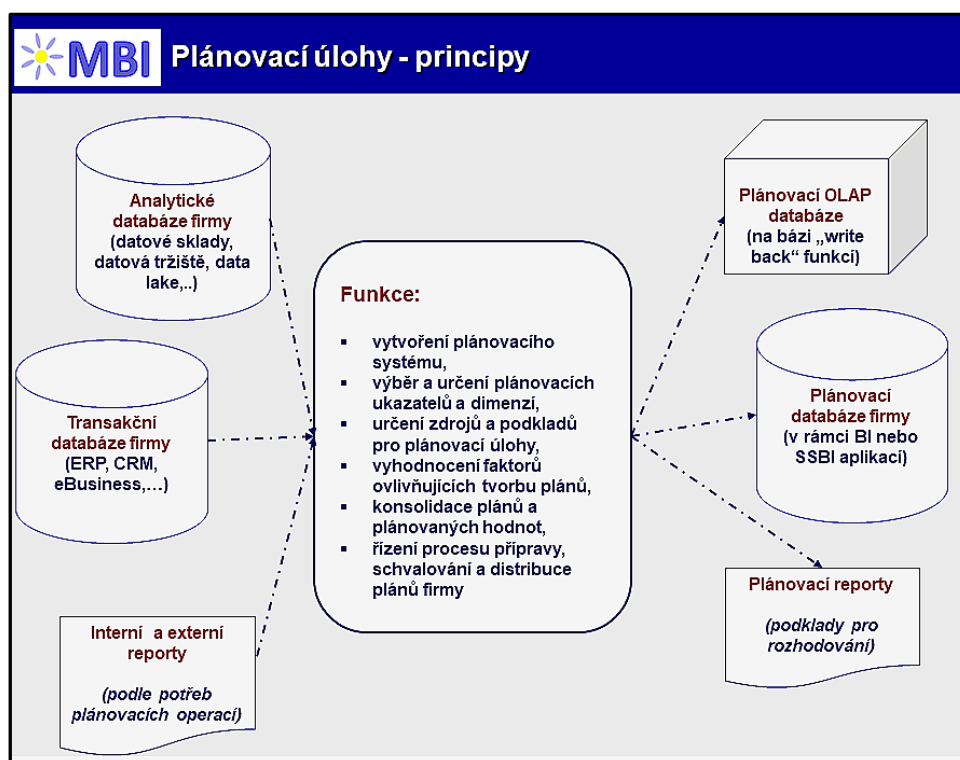 MBI
Plánovací úlohy - principy
Analytické
databáze firmy
(datové sklady,
datová tržiště, data
lake,..)
Transakční
databáze firmy
(ERP, CRM,
eBusiness,...)
Interní a externí
reporty
(podle potřeb
plánovacích operací)
Funkce:
▪ vytvoření plánovacího
systému,
▪ výběr a určení plánovacích
ukazatelů a dimenzí,
▪ určení zdrojů a podkladů
pro plánovací úlohy,
▪ vyhodnocení faktorů
ovlivňujících tvorbu plánů,
▪ konsolidace plánů a
plánovaných hodnot,
▪ řízení procesu přípravy,
schvalování a distribuce
plánů firmy
Plánovací OLAP
databáze
(na bázi „write
back“ funkcí)
Plánovací
databáze firmy
(v rámci BI nebo
SSBI aplikací)
Plánovací reporty
(podklady pro
rozhodování)